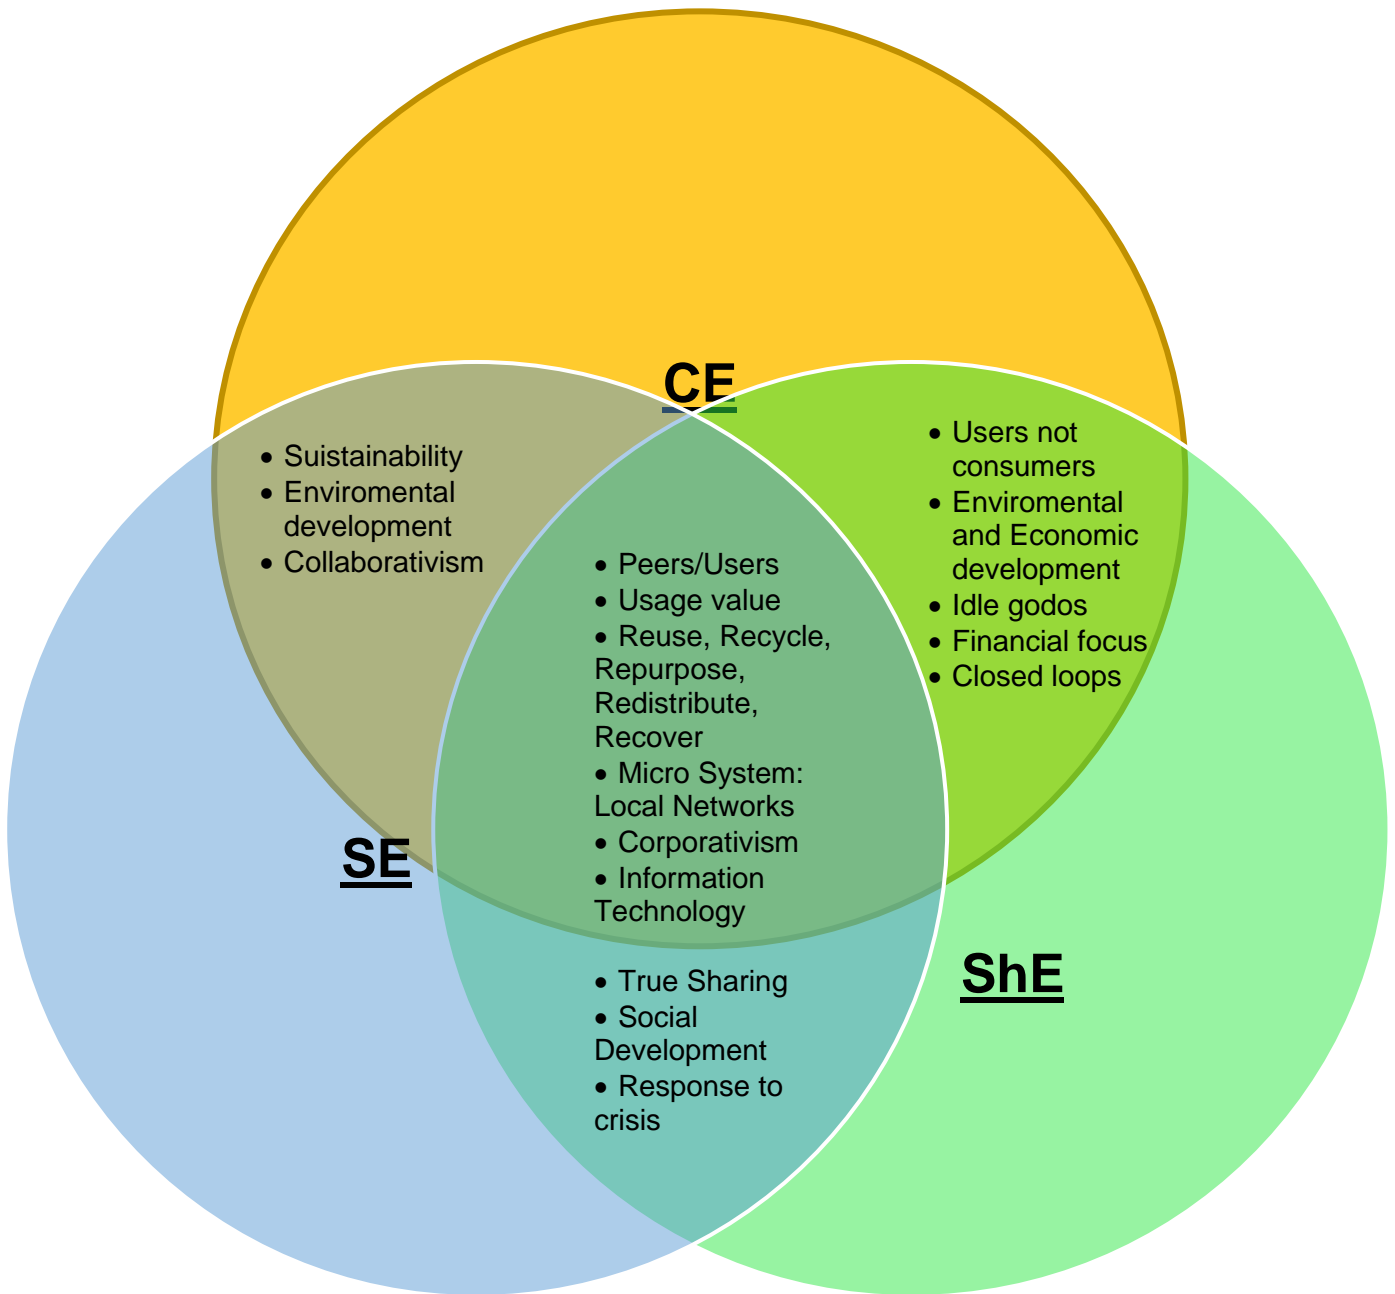 CE
• Suistainability
• Enviromental
development
• Collaborativism
• Users not
consumers
• Enviromental
and Economic
development
• Idle godos
• Financial focus
• Closed loops
• Peers/Users
• Usage value
• Reuse, Recycle,
Repurpose,
Redistribute,
Recover
• Micro System:
Local Networks
• Corporativism
• Information
Technology
SE
ShE
• True Sharing
• Social
Development
• Response to
crisis